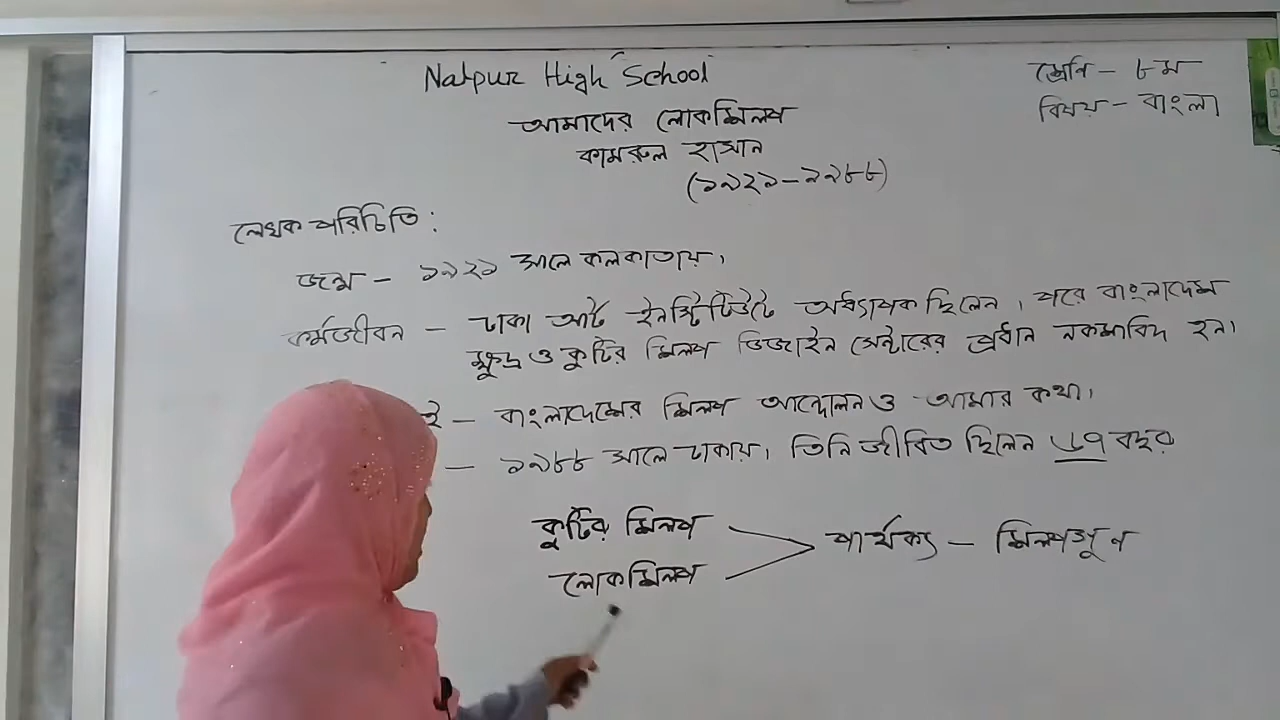 Natpur High School
শ্রেণি - ৮ম
বিষয় - বাংলা
আমাদের লোকশিল্প
কামরুল হাসান
(১৯২১-১৯৮৮)
লেখক পরিচিতি:
জন্ম - ১৯২১ সালে কলকাতায়।
কর্মজীবন - ঢাকা আর্ট ইনস্টিটিউটে অধ্যাপক ছিলেন। পরে বাংলাদেশ
ক্ষুদ্র ও কুটির শিল্প ডিজাইন সেন্টারের প্রধান নকশাবিদ হন।
ই - বাংলাদেশের শিল্প আন্দোলন ও আমার কথা।
- ১৯৮৮ সালে ঢাকায়। তিনি জীবিত ছিলেন ৬৭ বছর
কুটির শিল্প
লোকশিল্প
পার্থক্য - শিল্পগুন